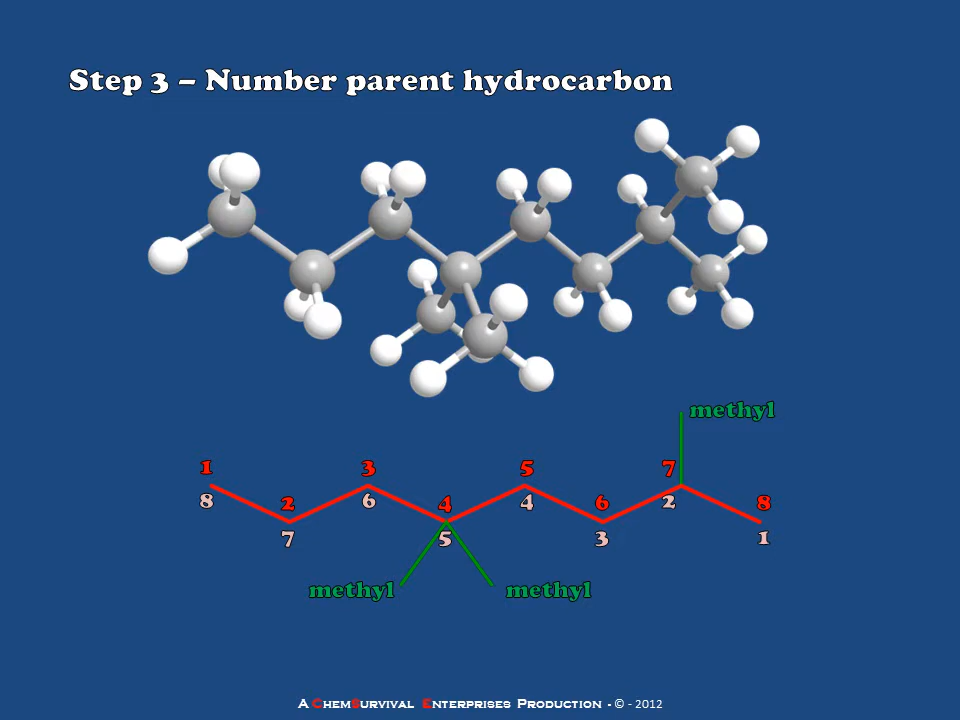 Step 3 – Number parent hydrocarbon
methyl
1 3 5 7
8 2 6 4 4 6 2 8
7 5 3 1
methyl methyl
A ChemSurvival Enterprises Production - © - 2012